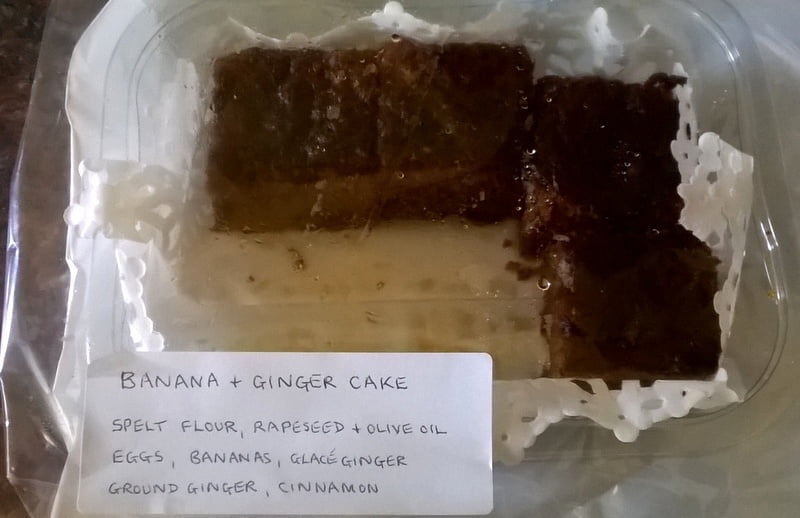 BANANA + GINGER CAKE
SPELT FLOUR, RAPESEED + OLIVE OIL
EGGS, BANANAS, GLACÉ GINGER
GROUND GINGER, CINNAMON